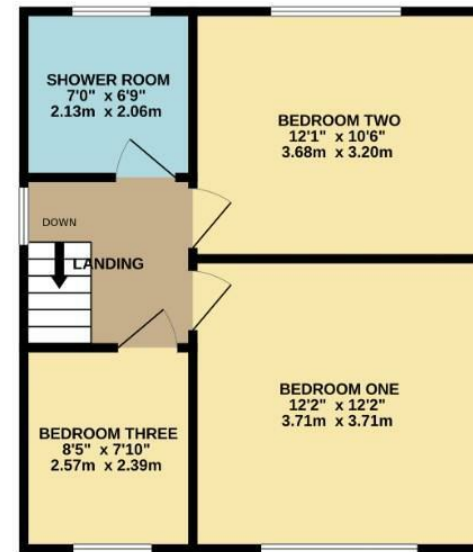 SHOWER ROOM
7'0" x 6'9"
2.13m x 2.06m
BEDROOM TWO
12'1" x 10'6"
3.68m x 3.20m
DOWN
LANDING
BEDROOM ONE
12'2" x 12'2"
3.71m x 3.71m
BEDROOM THREE
8'5" x 7'10"
2.57m x 2.39m